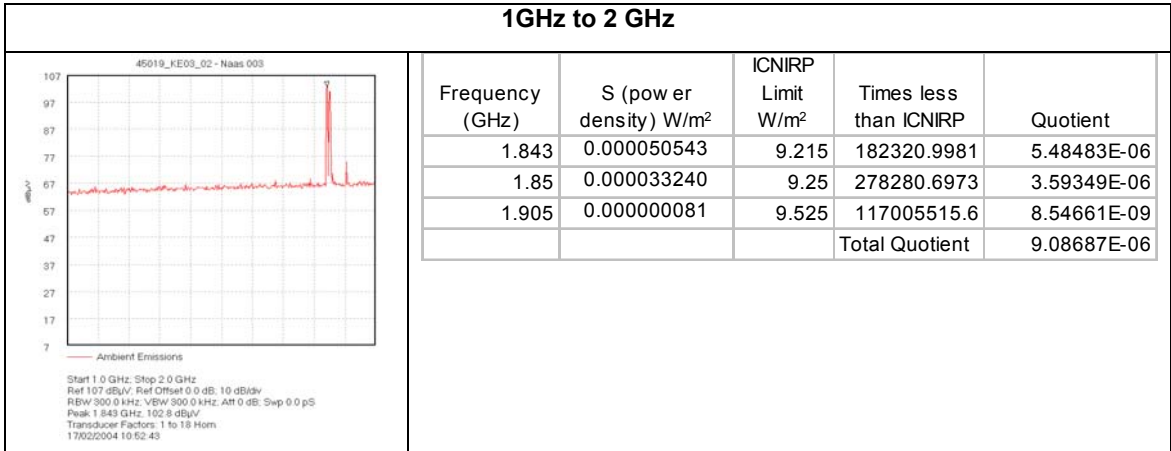 1GHz to 2 GHz
45019_KE03_02 - Naas 003
107
97
87
77
67
57
47
37
27
17
7
dBµV
Ambient Emissions
Start 1.0 GHz; Stop 2.0 GHz
Ref 107 dBµV; Ref Offset 0.0 dB; 10 dB/div
RBW 300.0 kHz; VBW 300.0 kHz; Att 0 dB; Swp 0.0 pS
Peak 1.843 GHz, 102.8 dBµV
Transducer Factors: 1 to 18 Horn
17/02/2004 10:52:43
Frequency (GHz) S (pow er density) W/m² ICNIRP Limit W/m² Times less than ICNIRP Quotient
1.843 0.000050543 9.215 182320.9981 5.48483E-06
1.85 0.000033240 9.25 278280.6973 3.59349E-06
1.905 0.000000081 9.525 117005515.6 8.54661E-09
Total Quotient 9.08687E-06